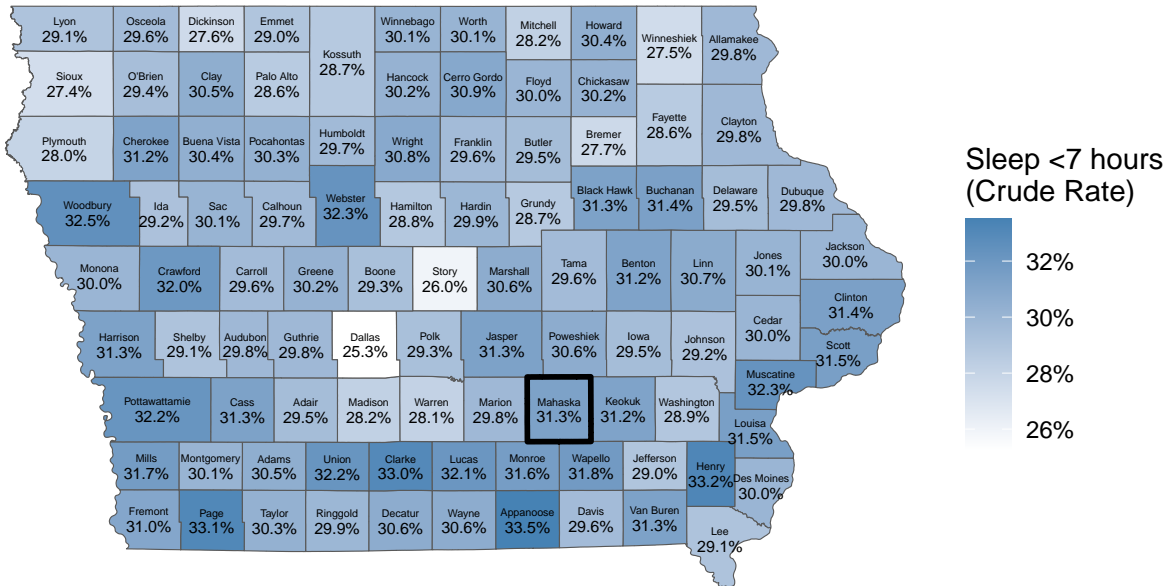 Lyon
29.1%
Osceola
29.6%
Dickinson
27.6%
Emmet
29.0%
Kossuth
28.7%
Winnebago
30.1%
Worth
30.1%
Mitchell
28.2%
Howard
30.4%
Winneshiek
27.5%
Allamakee
29.8%
Sioux
27.4%
O'Brien
29.4%
Clay
30.5%
Palo Alto
28.6%
Hancock
30.2%
Cerro Gordo
30.9%
Floyd
30.0%
Chickasaw
30.2%
Fayette
28.6%
Clayton
29.8%
Plymouth
28.0%
Cherokee
31.2%
Buena Vista
30.4%
Pocahontas
30.3%
Humboldt
29.7%
Wright
30.8%
Franklin
29.6%
Butler
29.5%
Bremer
27.7%
Woodbury
32.5%
Ida
29.2%
Sac
30.1%
Calhoun
29.7%
Webster
32.3%
Hamilton
28.8%
Hardin
29.9%
Grundy
28.7%
Black Hawk
31.3%
Buchanan
31.4%
Delaware
29.5%
Dubuque
29.8%
Monona
30.0%
Crawford
32.0%
Carroll
29.6%
Greene
30.2%
Boone
29.3%
Story
26.0%
Marshall
30.6%
Tama
29.6%
Benton
31.2%
Linn
30.7%
Jones
30.1%
Jackson
30.0%
Clinton
31.4%
Harrison
31.3%
Shelby
29.1%
Audubon
29.8%
Guthrie
29.8%
Dallas
25.3%
Polk
29.3%
Jasper
31.3%
Poweshiek
30.6%
Iowa
29.5%
Johnson
29.2%
Cedar
30.0%
Scott
31.5%
Muscatine
32.3%
Pottawattamie
32.2%
Cass
31.3%
Adair
29.5%
Madison
28.2%
Warren
28.1%
Marion
29.8%
Mahaska
31.3%
Keokuk
31.2%
Washington
28.9%
Louisa
31.5%
Mills
31.7%
Montgomery
30.1%
Adams
30.5%
Union
32.2%
Clarke
33.0%
Lucas
32.1%
Monroe
31.6%
Wapello
31.8%
Jefferson
29.0%
Henry
33.2%
Des Moines
30.0%
Fremont
31.0%
Page
33.1%
Taylor
30.3%
Ringgold
29.9%
Decatur
30.6%
Wayne
30.6%
Appanoose
33.5%
Davis
29.6%
Van Buren
31.3%
Lee
29.1%
Sleep <7 hours
(Crude Rate)
32%
30%
28%
26%